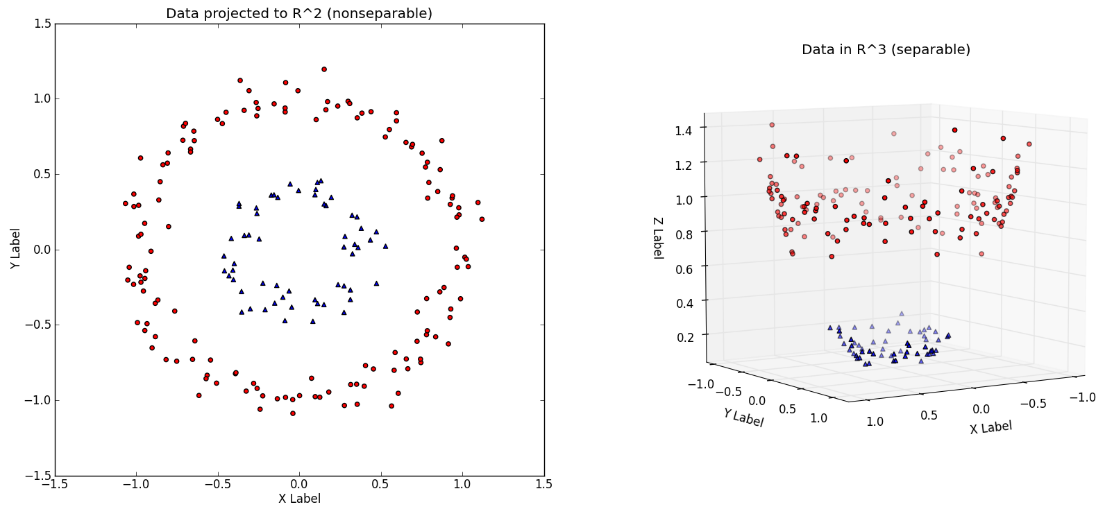 Data projected to R^2 (nonseparable)
1.5
1.0
0.5
0.0
−0.5
−1.0
−1.5
Y Label
−1.5 −1.0 −0.5 0.0 0.5 1.0 1.5
X Label
Data in R^3 (separable)
1.4
1.2
1.0
0.8
0.6
0.4
0.2
Z Label
−1.0 −0.5 0.0 0.5 1.0
Y Label
1.0 0.5 0.0 −0.5 −1.0
X Label